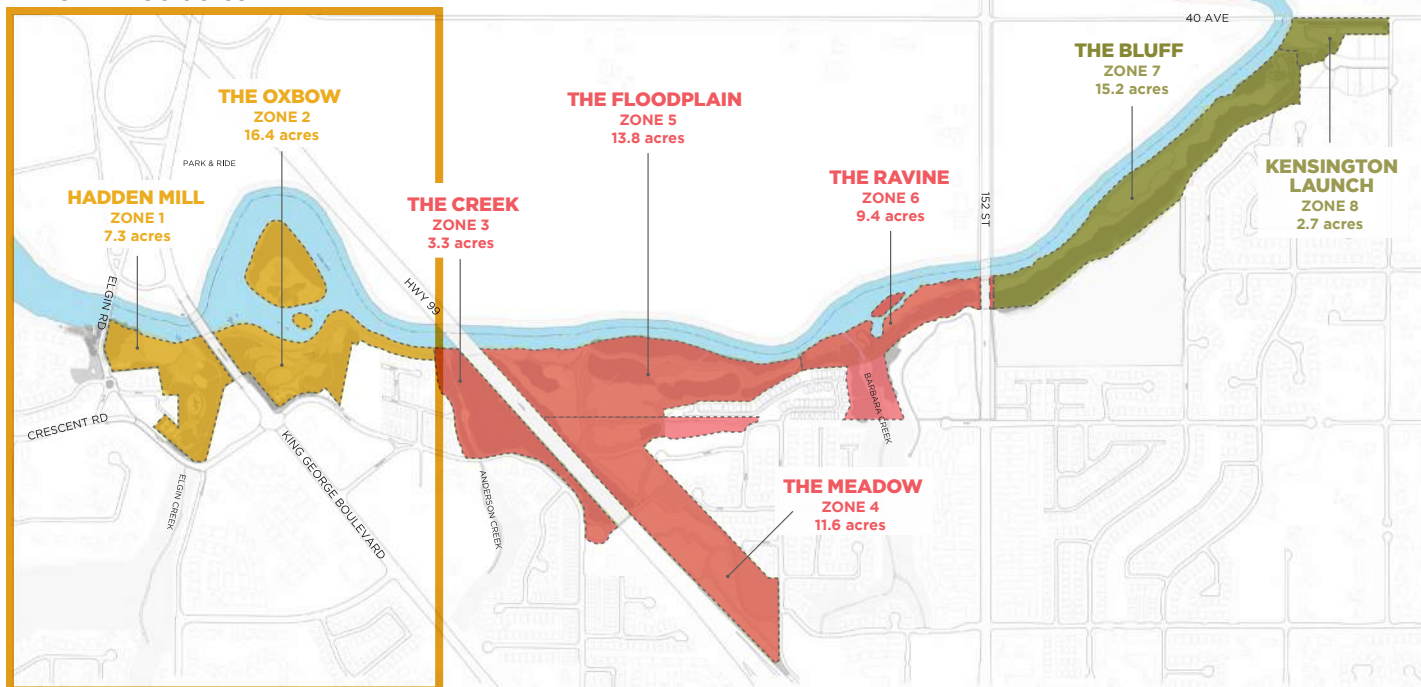 40 AVE
THE BLUFF
ZONE 7
15.2 acres
THE OXBOW
ZONE 2
16.4 acres
THE FLOODPLAIN
ZONE 5
13.8 acres
PARK & RIDE
HADDEN MILL
ZONE 1
7.3 acres
THE CREEK
ZONE 3
3.3 acres
THE RAVINE
ZONE 6
9.4 acres
152 ST
KENSINGTON
LAUNCH
ZONE 8
2.7 acres
ELGIN RD
HWY 99
CRESCENT RD
KING GEORGE BOULEVARD
ELGIN CREEK
ANDERSON CREEK
BARBARA CREEK
THE MEADOW
ZONE 4
11.6 acres